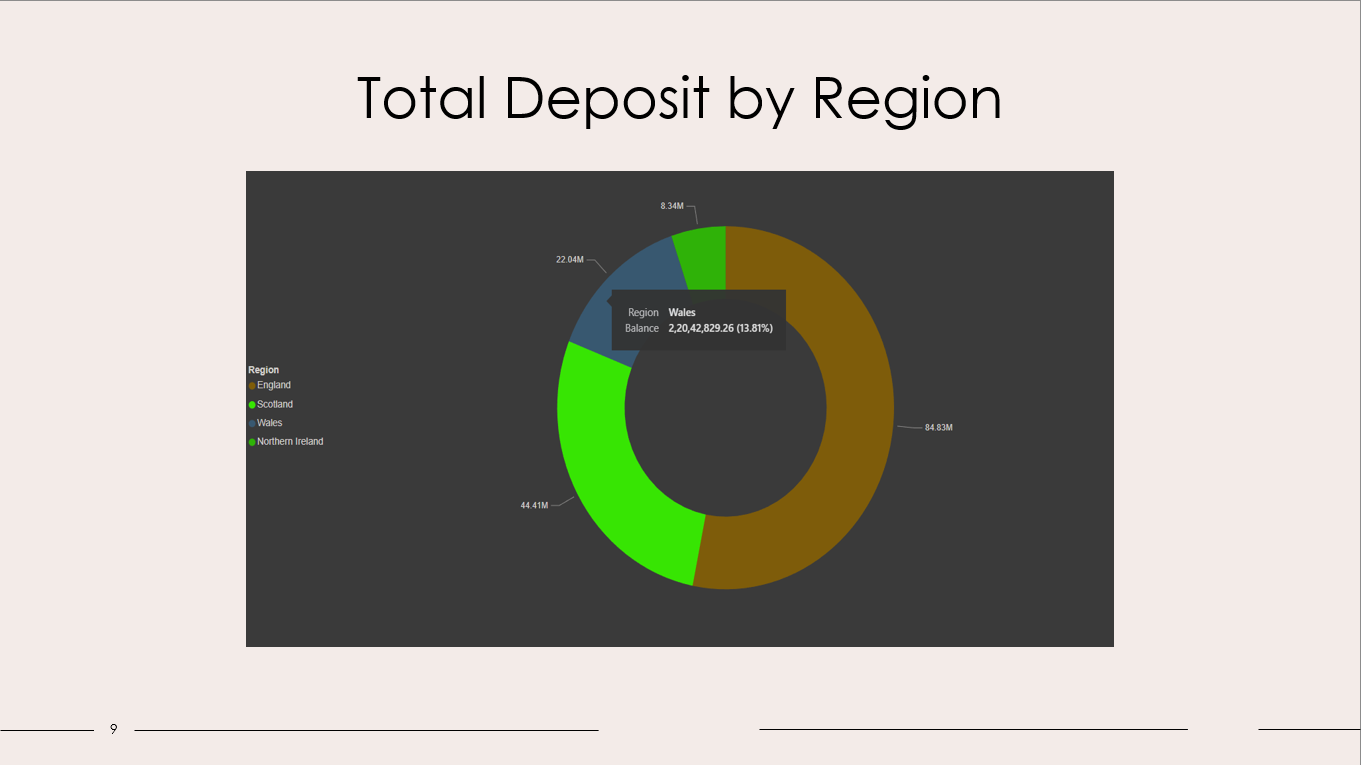 Total Deposit by Region
8.34M
22.04M
Region Wales
Balance 2,20,42,829.26 (13.81%)
Region
England
Scotland
Wales
Northern Ireland
84.83M
44.41M
9